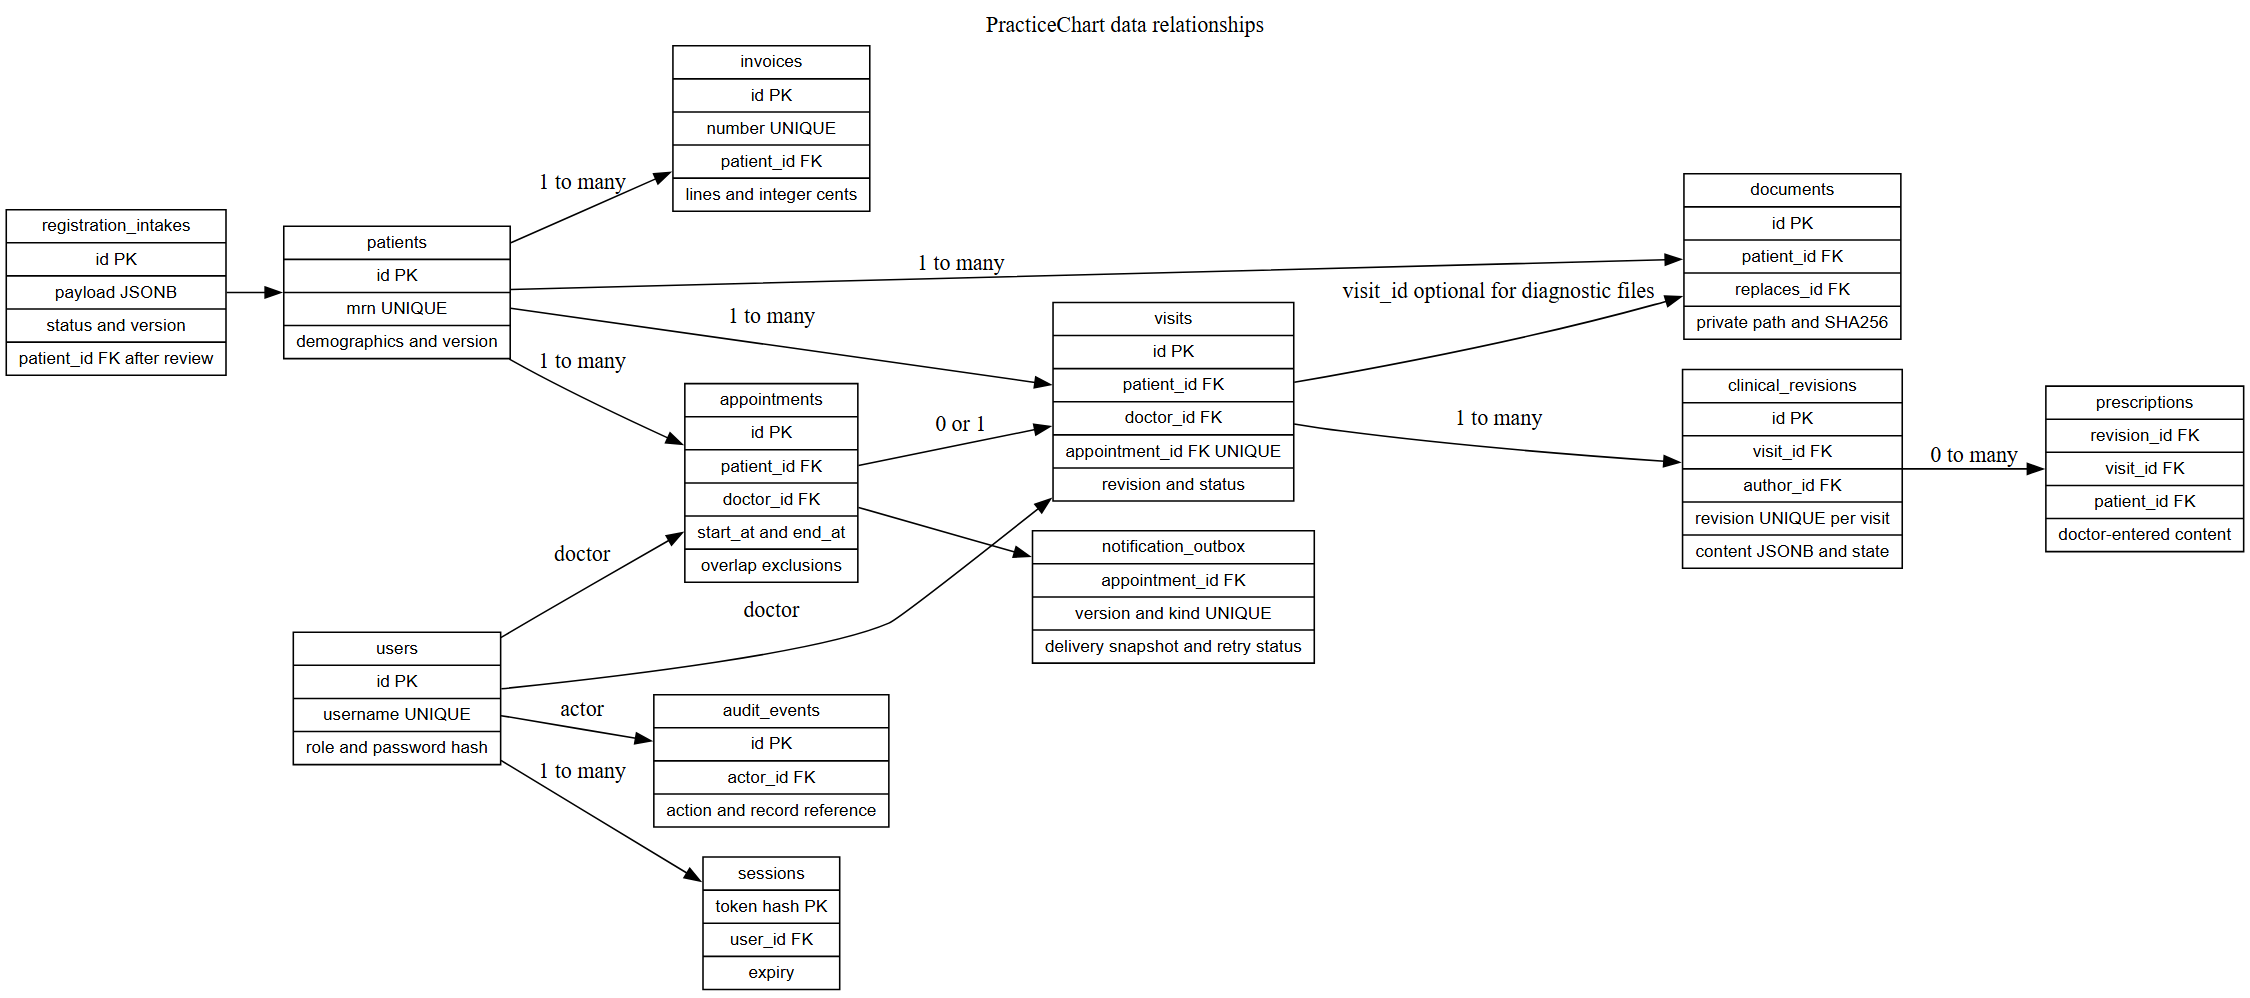 PracticeChart data relationships
invoices
id PK
number UNIQUE
patient_id FK
lines and integer cents
1 to many
registration_intakes
id PK
payload JSONB
status and version
patient_id FK after review
patients
id PK
mrn UNIQUE
demographics and version
1 to many
visit_id optional for diagnostic files
documents
id PK
patient_id FK
replaces_id FK
private path and SHA256
1 to many
1 to many
visits
id PK
patient_id FK
doctor_id FK
appointment_id FK UNIQUE
revision and status
appointments
id PK
patient_id FK
doctor_id FK
start_at and end_at
overlap exclusions
0 or 1
1 to many
clinical_revisions
id PK
visit_id FK
author_id FK
revision UNIQUE per visit
content JSONB and state
0 to many
prescriptions
revision_id FK
visit_id FK
patient_id FK
doctor-entered content
doctor
doctor
notification_outbox
appointment_id FK
version and kind UNIQUE
delivery snapshot and retry status
users
id PK
username UNIQUE
role and password hash
actor
audit_events
id PK
actor_id FK
action and record reference
1 to many
sessions
token hash PK
user_id FK
expiry